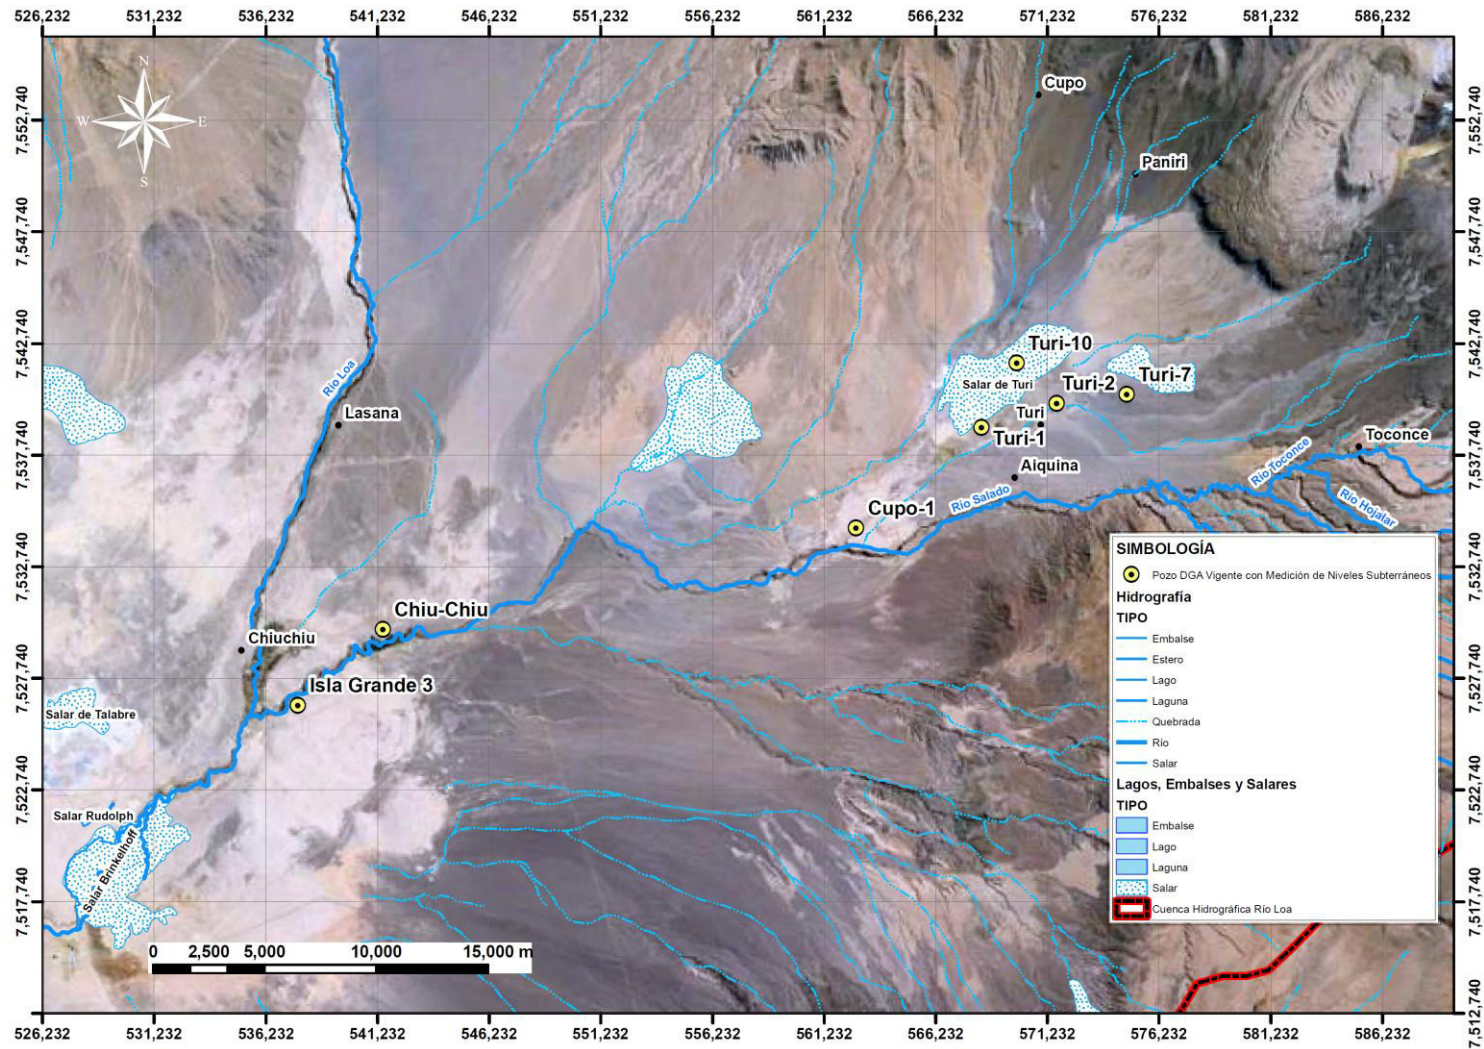 526,232 531,232 536,232 541,232 546,232 551,232 556,232 561,232 566,232 571,232 576,232 581,232 586,232
7,552,740
7,547,740
7,542,740
7,537,740
7,532,740
7,527,740
7,522,740
7,517,740
N
W E
S
Cupo
Paniri
Turi-10
Salar de Turi
Turi-2
Turi-7
Turi
Turi-1
Río Loa
Lasana
Aiquina
Toconce
Río Toconce
Río Hojalar
Río Salado
Cupo-1
Chiu-Chiu
Chiuchiu
Isla Grande 3
Salar de Talabre
Salar Rudolph
Salar Brinkelhoff
SIMBOLOGÍA
Pozo DGA Vigente con Medición de Niveles Subterráneos
Hidrografía
TIPO
Embalse
Estero
Lago
Laguna
Quebrada
Río
Salar
Lagos, Embalses y Salares
TIPO
Embalse
Lago
Laguna
Salar
Cuenca Hidrográfica Río Loa
0 2,500 5,000 10,000 15,000 m
7,552,740
7,547,740
7,542,740
7,537,740
7,532,740
7,527,740
7,522,740
7,517,740
7,512,740
526,232 531,232 536,232 541,232 546,232 551,232 556,232 561,232 566,232 571,232 576,232 581,232 586,232